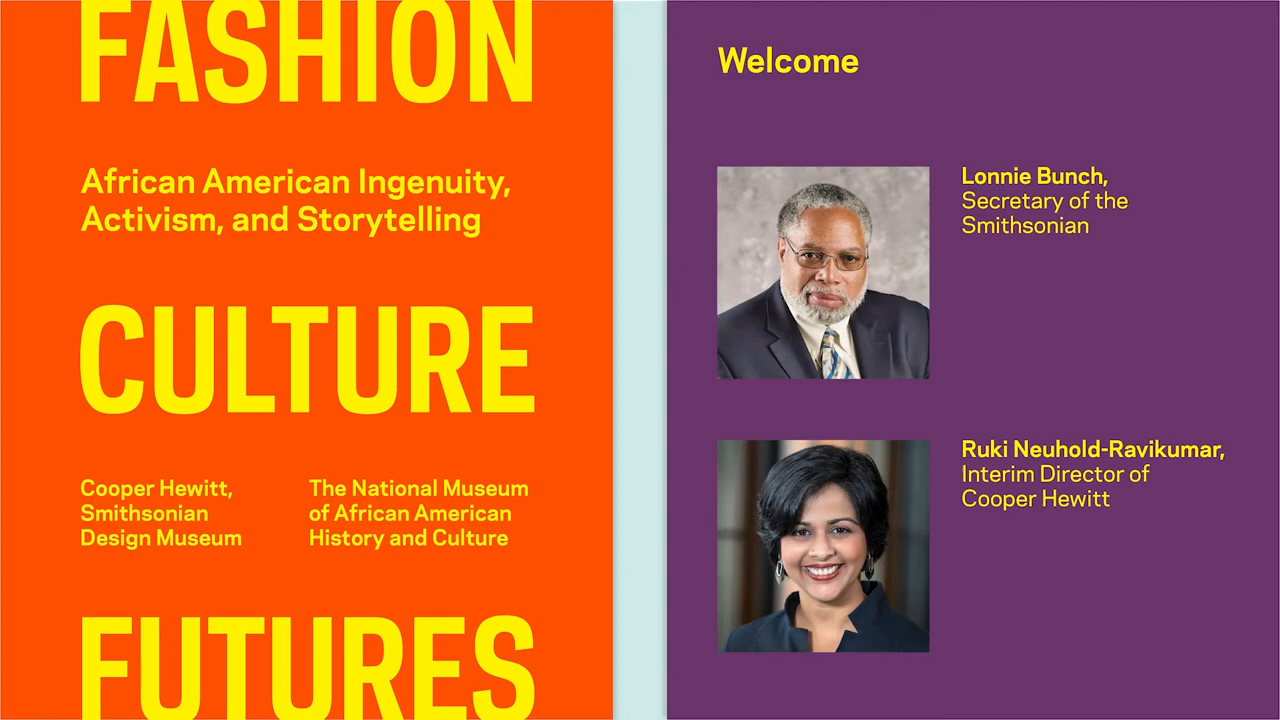 FASHION
African American Ingenuity,
Activism, and Storytelling
CULTURE
Cooper Hewitt,
Smithsonian
Design Museum
The National Museum
of African American
History and Culture
FUTURES
Welcome
Lonnie Bunch,
Secretary of the
Smithsonian
Ruki Neuhold-Ravikumar,
Interim Director of
Cooper Hewitt